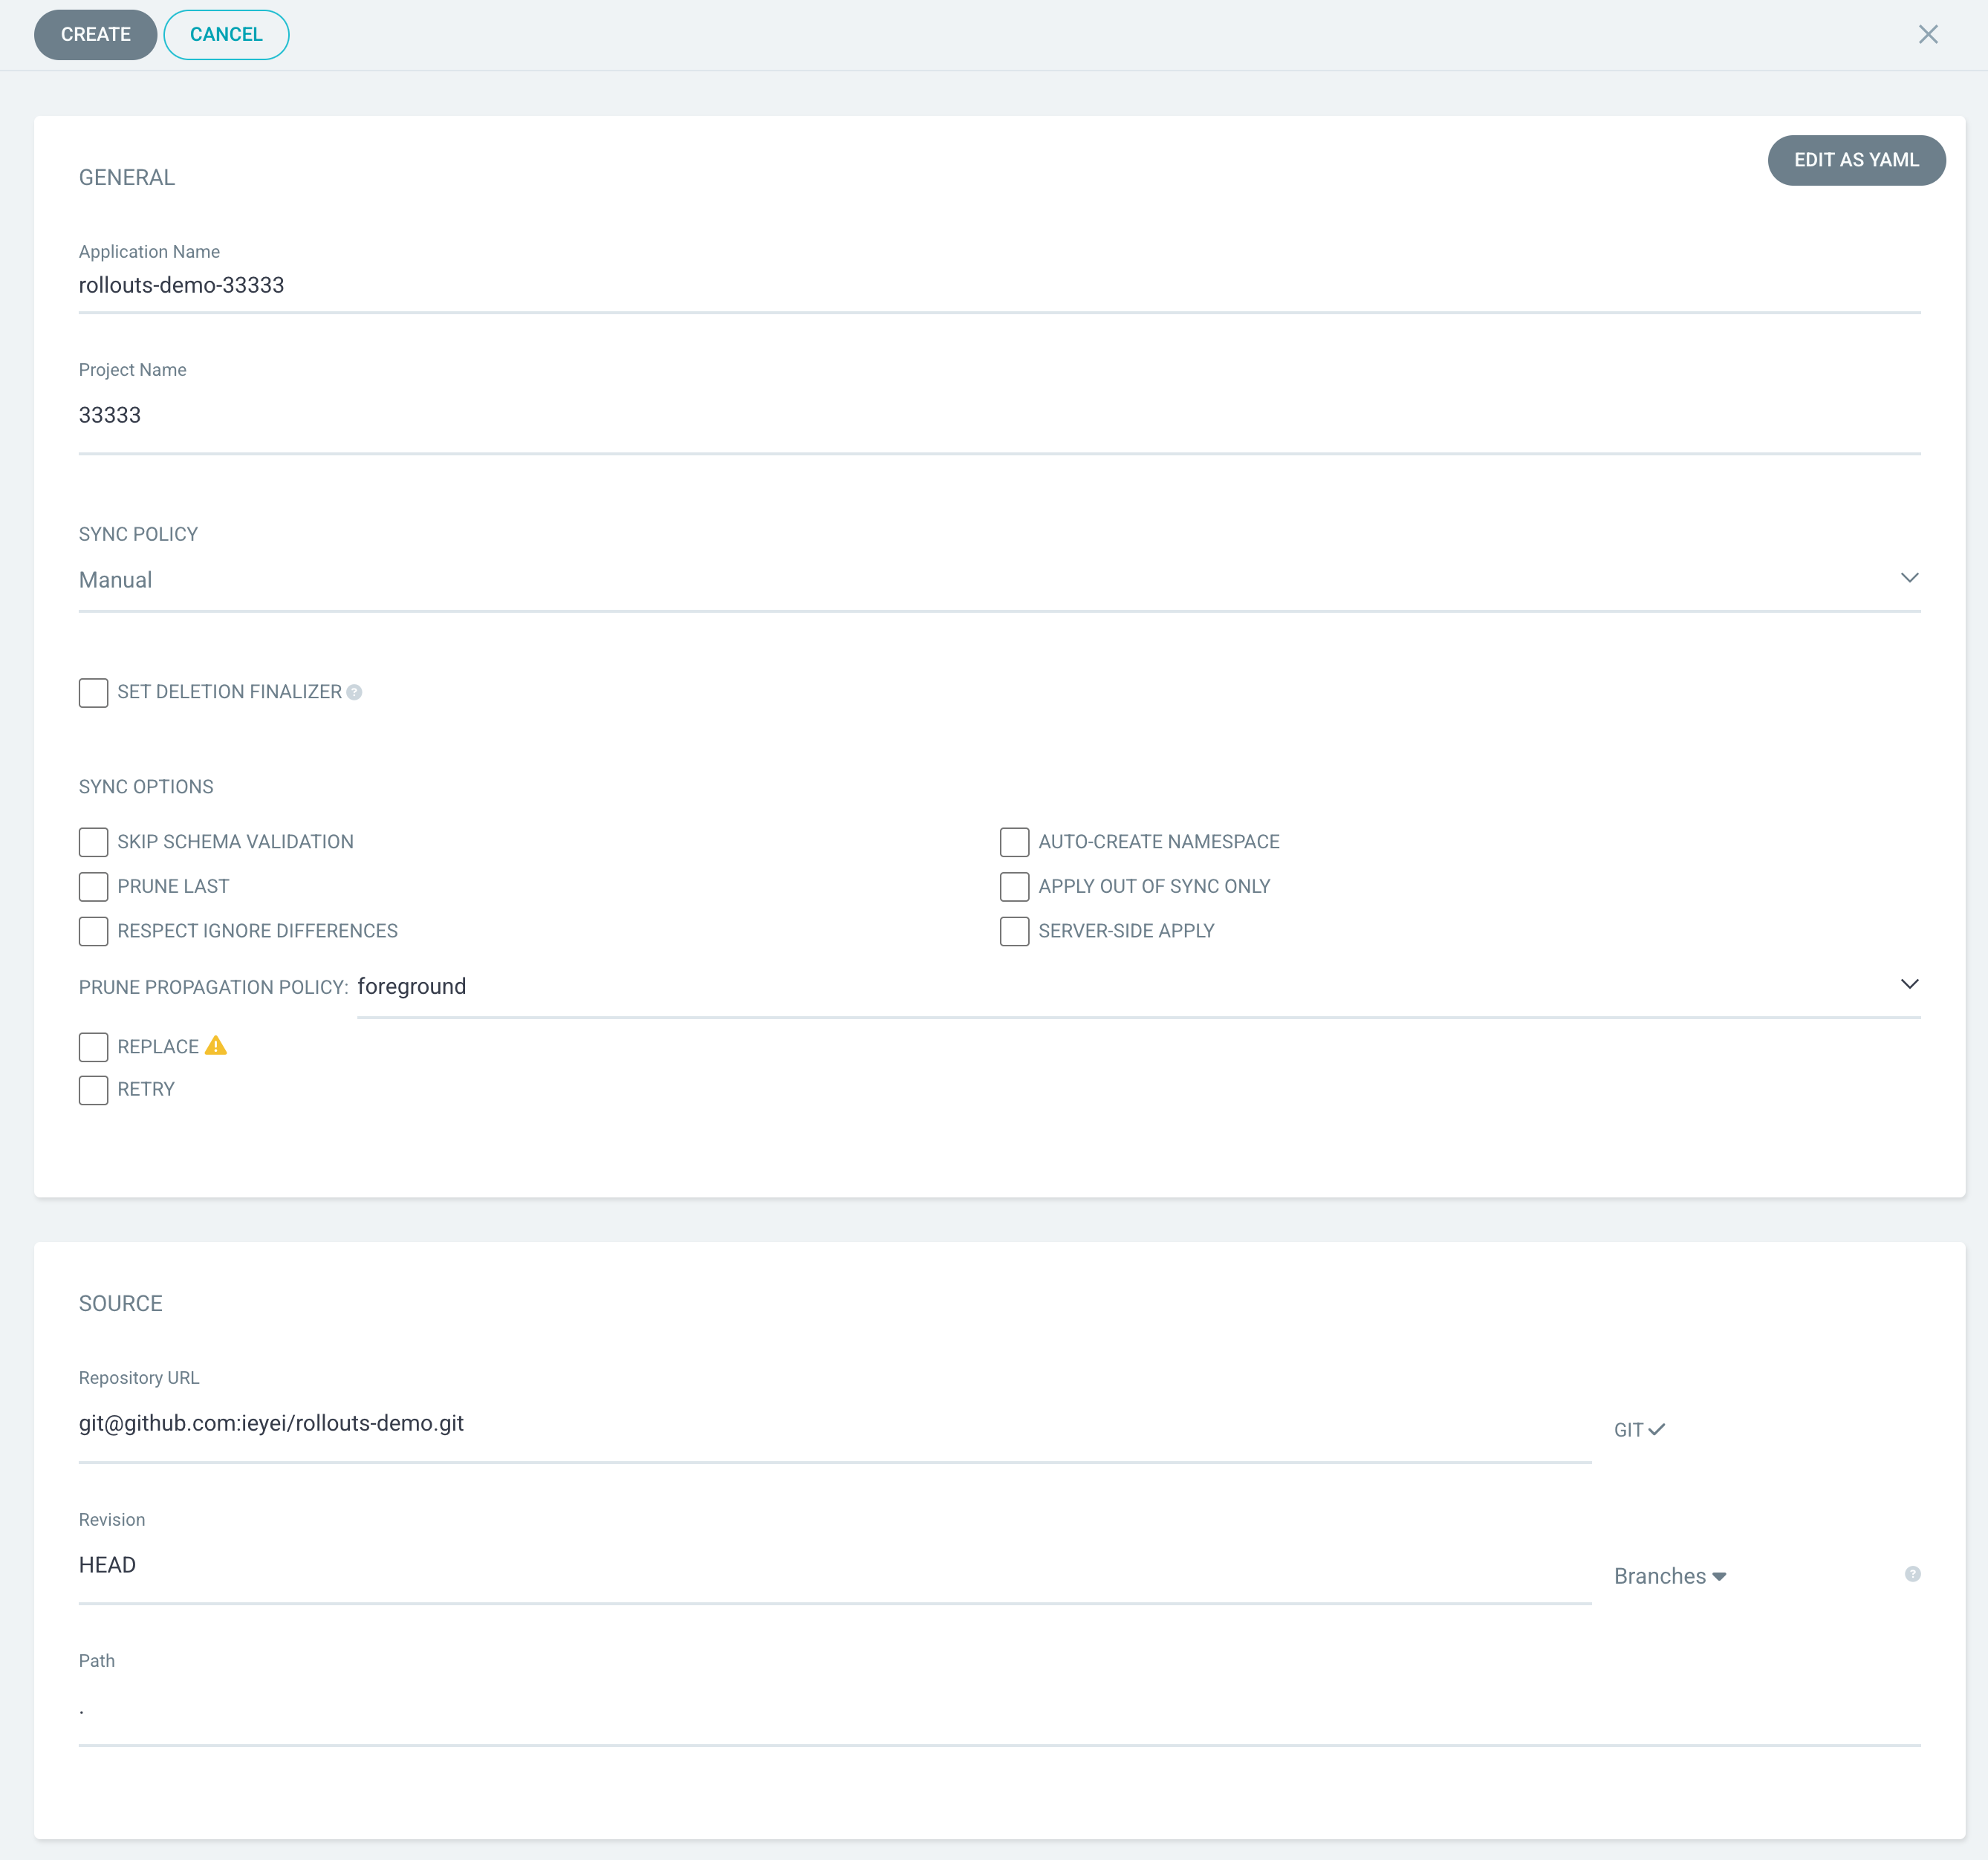 CREATE CANCEL
EDIT AS YAML
GENERAL
Application Name
rollouts-demo-33333
Project Name
33333
SYNC POLICY
Manual
SET DELETION FINALIZER ?
SYNC OPTIONS
SKIP SCHEMA VALIDATION AUTO-CREATE NAMESPACE
PRUNE LAST APPLY OUT OF SYNC ONLY
RESPECT IGNORE DIFFERENCES SERVER-SIDE APPLY
PRUNE PROPAGATION POLICY: foreground
REPLACE
RETRY
SOURCE
Repository URL
git@github.com:ieyei/rollouts-demo.git GIT
Revision
HEAD Branches ?
Path
.